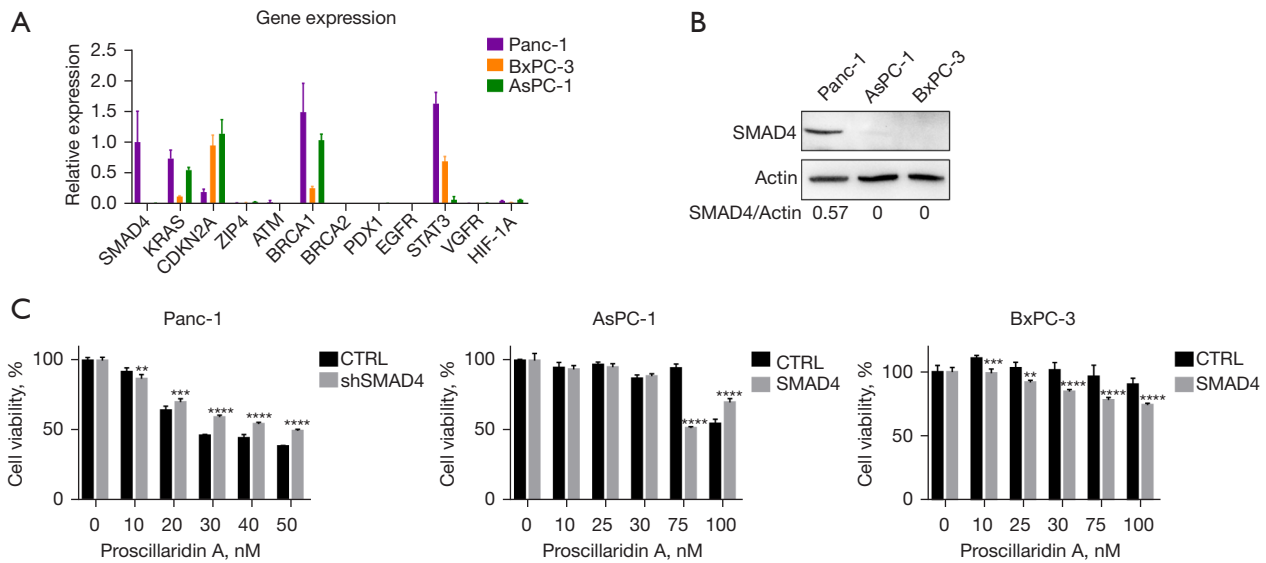 A
Gene expression
Relative expression
2.5
2.0
1.5
1.0
0.5
0.0
Panc-1
BxPC-3
AsPC-1
SMAD4
KRAS
CDKN2A
ZIP4
ATM
BRCA1
BRCA2
PDX1
EGFR
STAT3
VGFR
HIF-1A
B
Panc-1
AsPC-1
BxPC-3
SMAD4
Actin
SMAD4/Actin 0.57 0 0
C
Panc-1
Cell viability, %
100
50
0
CTRL
shSMAD4
** *** **** **** ****
0 10 20 30 40 50
Proscillaridin A, nM
AsPC-1
Cell viability, %
100
50
0
CTRL
SMAD4
**** ****
0 10 25 30 75 100
Proscillaridin A, nM
BxPC-3
Cell viability, %
100
50
0
CTRL
SMAD4
*** ** **** **** ****
0 10 25 30 75 100
Proscillaridin A, nM